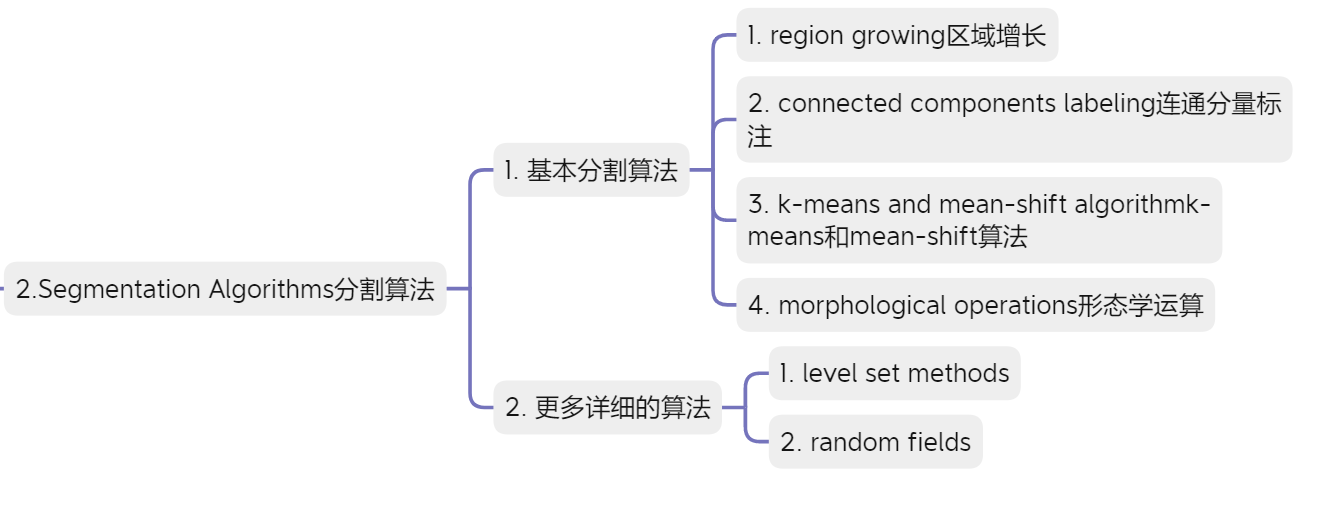 2.Segmentation Algorithms分割算法
1. 基本分割算法
1. region growing区域增长
2. connected components labeling连通分量标
注
3. k-means and mean-shift algorithmk-
means和mean-shift算法
4. morphological operations形态学运算
2. 更多详细的算法
1. level set methods
2. random fields